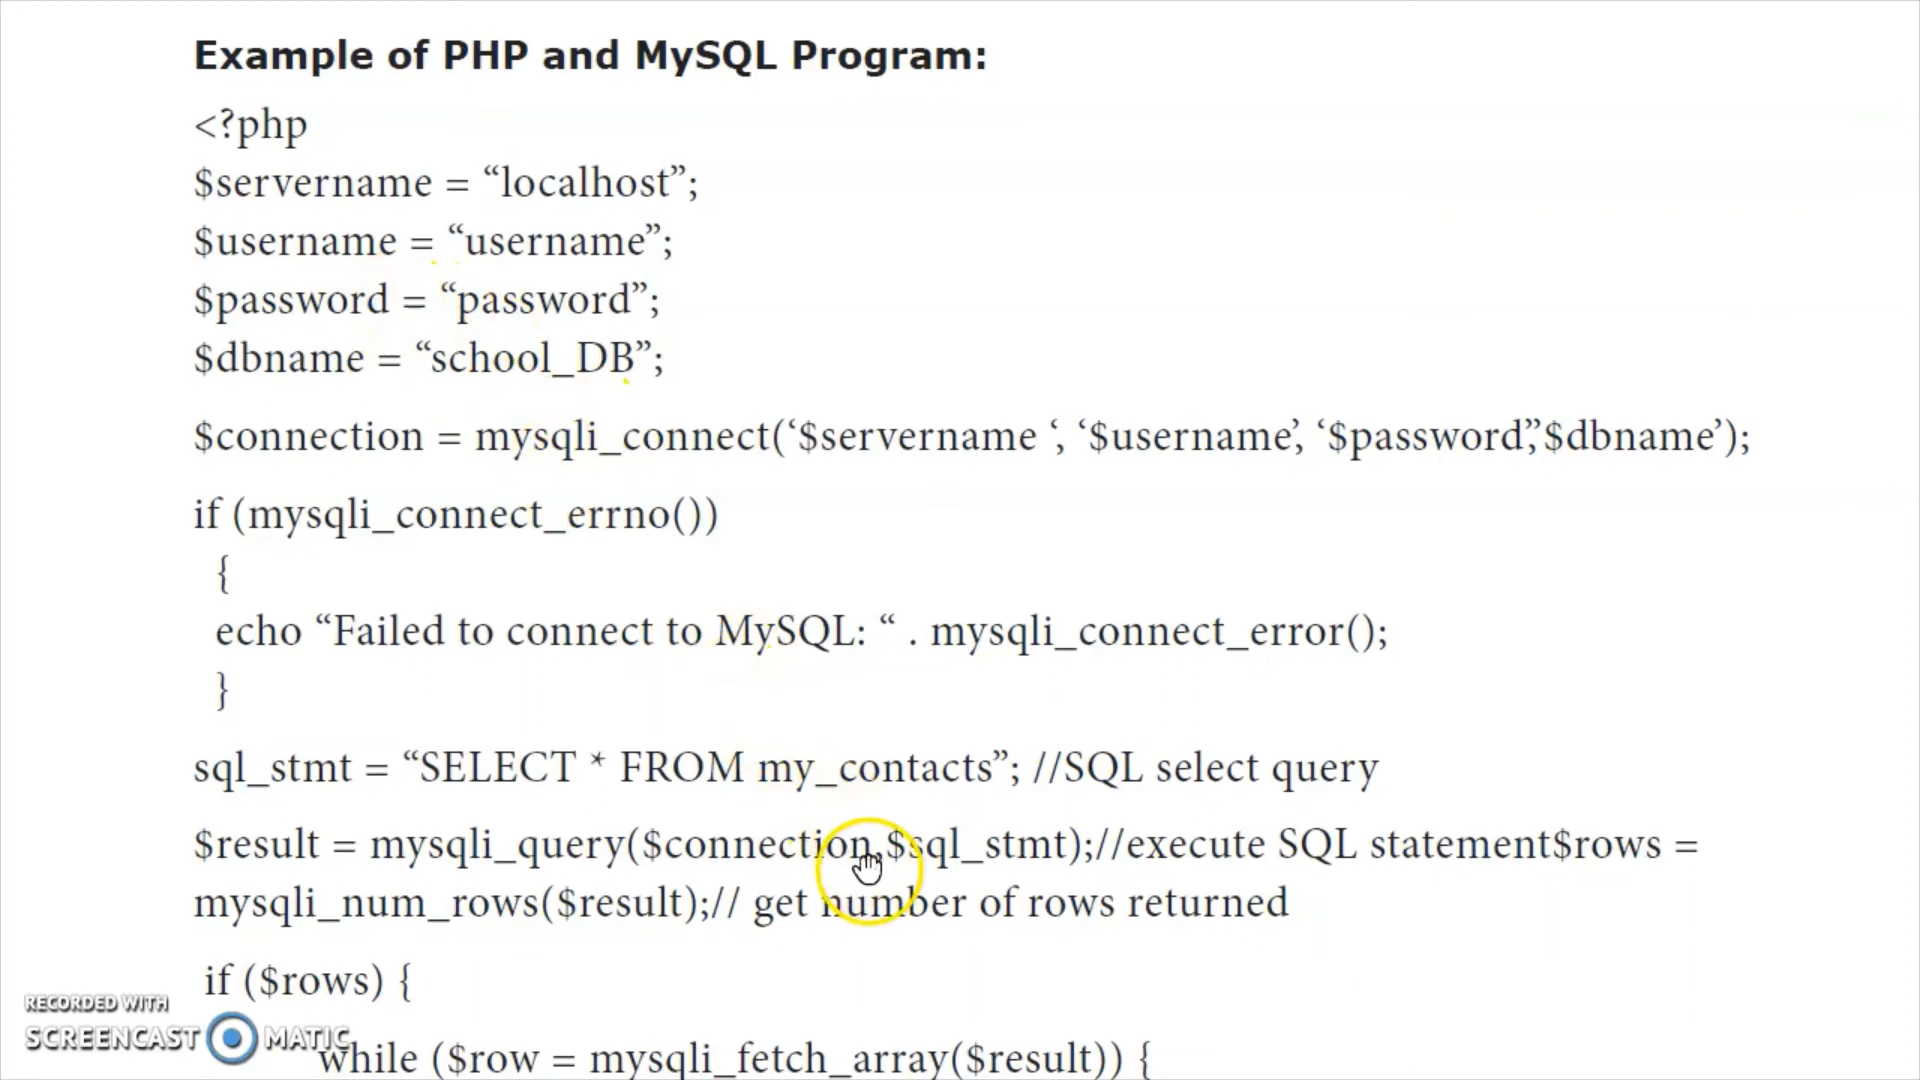 Example of PHP and MySQL Program:
<?php
$servername = “localhost”;
$username = “username”;
$password = “password”;
$dbname = “school_DB”;
$connection = mysqli_connect(‘$servername ‘, ‘$username’, ‘$password’,’$dbname’);
if (mysqli_connect_errno())
{
echo “Failed to connect to MySQL: “ . mysqli_connect_error();
}
sql_stmt = “SELECT * FROM my_contacts”; //SQL select query
$result = mysqli_query($connection,$sql_stmt);//execute SQL statement$rows =
mysqli_num_rows($result);// get number of rows returned
if ($rows) {
while ($row = mysqli_fetch_array($result)) {
RECORDED WITH
SCREENCAST MATIC